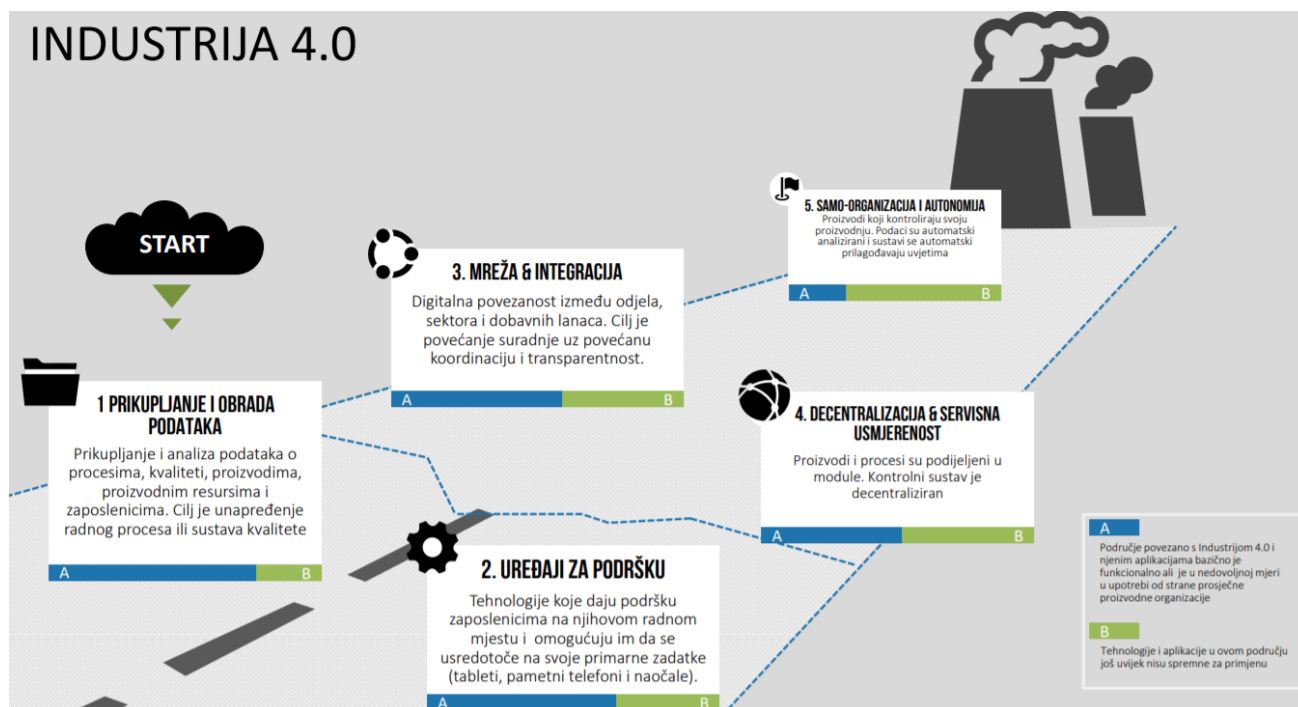 INDUSTRIJA 4.0
START
1 PRIKUPLJANJE I OBRADA
PODATAKA
Prikupljanje i analiza podataka o
procesima, kvaliteti, proizvodima,
proizvodnim resursima i
zaposlenicima. Cilj je unapređenje
radnog procesa ili sustava kvalitete
A B
2. UREĐAJI ZA PODRŠKU
Tehnologije koje daju podršku
zaposlenicima na njihovom radnom
mjestu i omogućuju im da se
usredotoče na svoje primarne zadatke
(tableti, pametni telefoni i naočale).
A B
3. MREŽA & INTEGRACIJA
Digitalna povezanost između odjela,
sektora i dobavnih lanaca. Cilj je
povećanje suradnje uz povećanu
koordinaciju i transparentnost.
A B
4. DECENTRALIZACIJA & SERVISNA
USMJERENOST
Proizvodi i procesi su podijeljeni u
module. Kontrolni sustav je
decentraliziran
A B
5. SAMO-ORGANIZACIJA I AUTONOMIJA
Proizvodi koji kontroliraju svoju
proizvodnju. Podaci su automatski
analizirani i sustavi se automatski
prilagođavaju uvjetima
A B
A
Područje povezano s Industrijom 4.0 i
njenim aplikacijama bazično je
funkcionalno ali je u nedovoljnoj mjeri
u upotrebi od strane prosječne
proizvodne organizacije
B
Tehnologije i aplikacije u ovom području
još uvijek nisu spremne za primjenu